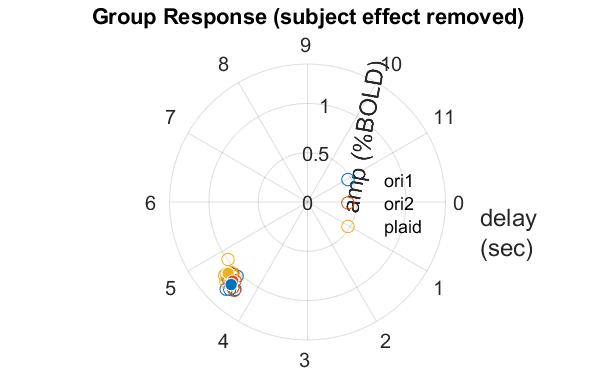 Group Response (subject effect removed)
9
8
10
7
11
1
0.5
amp (%BOLD)
6
0
0
ori1
ori2
plaid
delay
(sec)
5
1
4
2
3